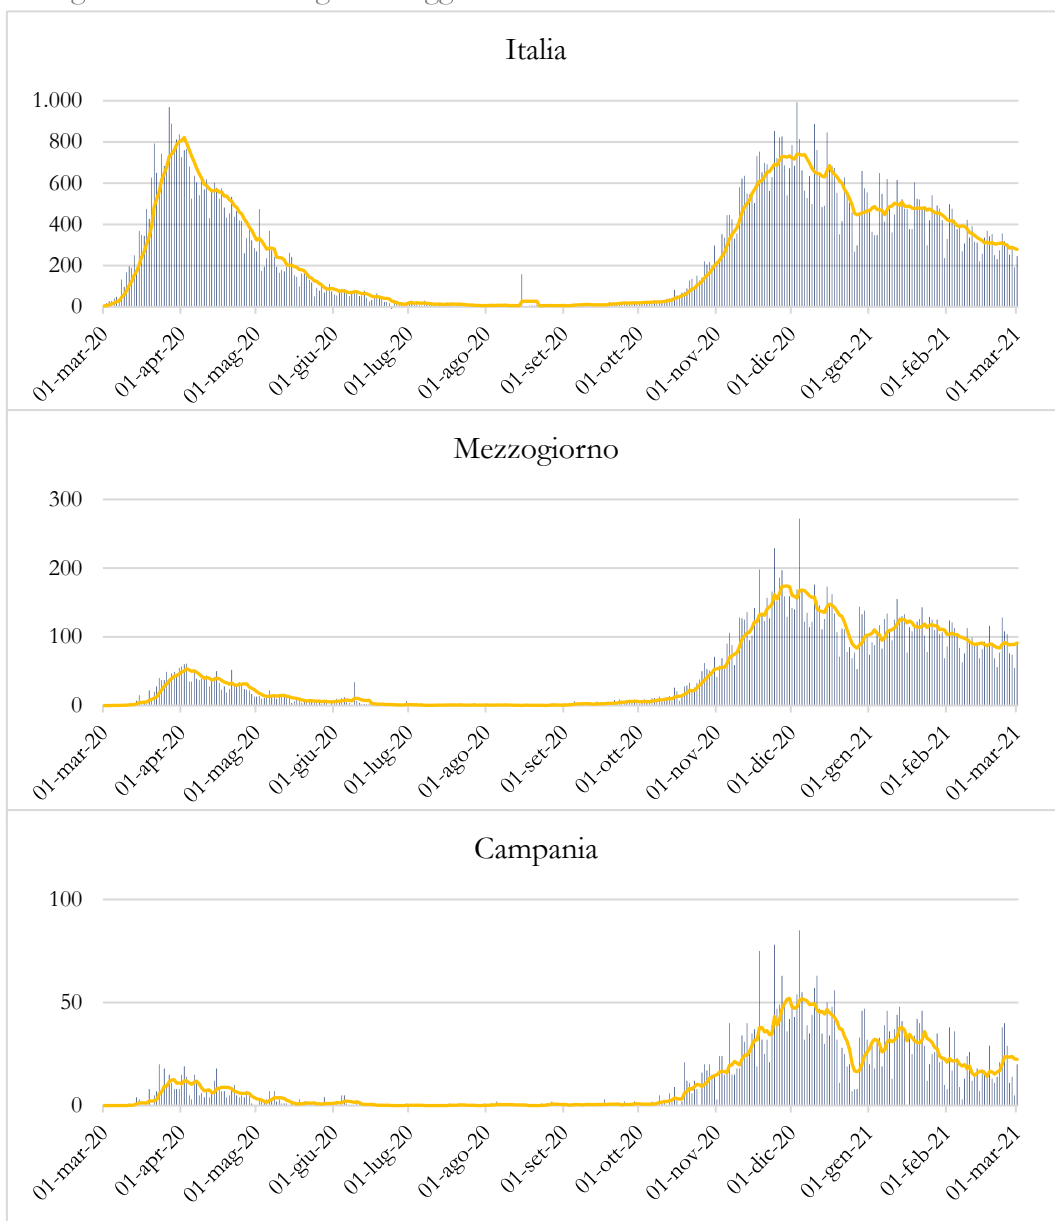 Italia
1.000
800
600
400
200
0
01-mar-20 01-apr-20 01-mag-20 01-giu-20 01-lug-20 01-ago-20 01-set-20 01-ott-20 01-nov-20 01-dic-20 01-gen-21 01-feb-21 01-mar-21
Mezzogiorno
300
200
100
0
01-mar-20 01-apr-20 01-mag-20 01-giu-20 01-lug-20 01-ago-20 01-set-20 01-ott-20 01-nov-20 01-dic-20 01-gen-21 01-feb-21 01-mar-21
Campania
100
50
0
01-mar-20 01-apr-20 01-mag-20 01-giu-20 01-lug-20 01-ago-20 01-set-20 01-ott-20 01-nov-20 01-dic-20 01-gen-21 01-feb-21 01-mar-21